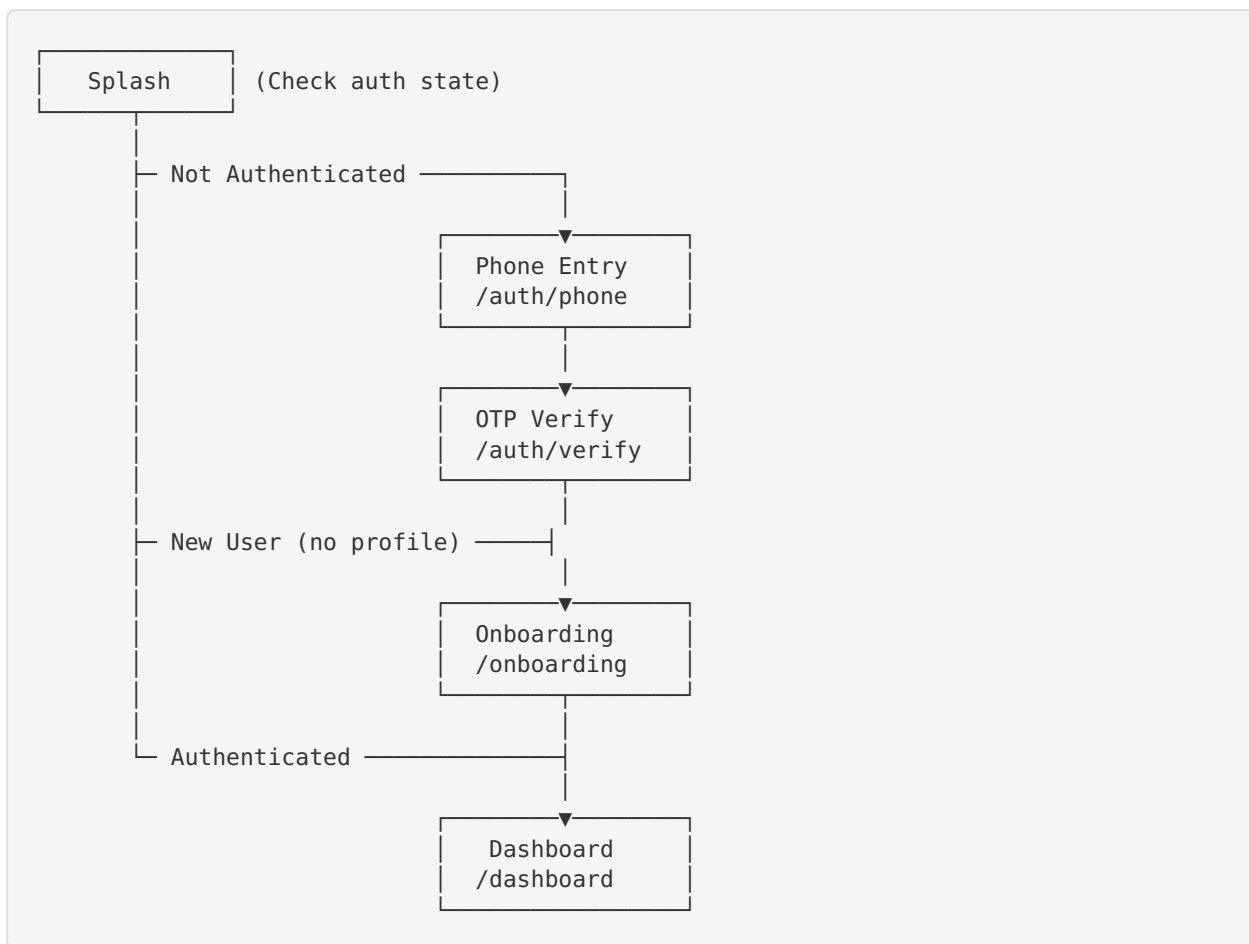 Splash (Check auth state)
Not Authenticated
Phone Entry
/auth/phone
OTP Verify
/auth/verify
New User (no profile)
Onboarding
/onboarding
Authenticated
Dashboard
/dashboard